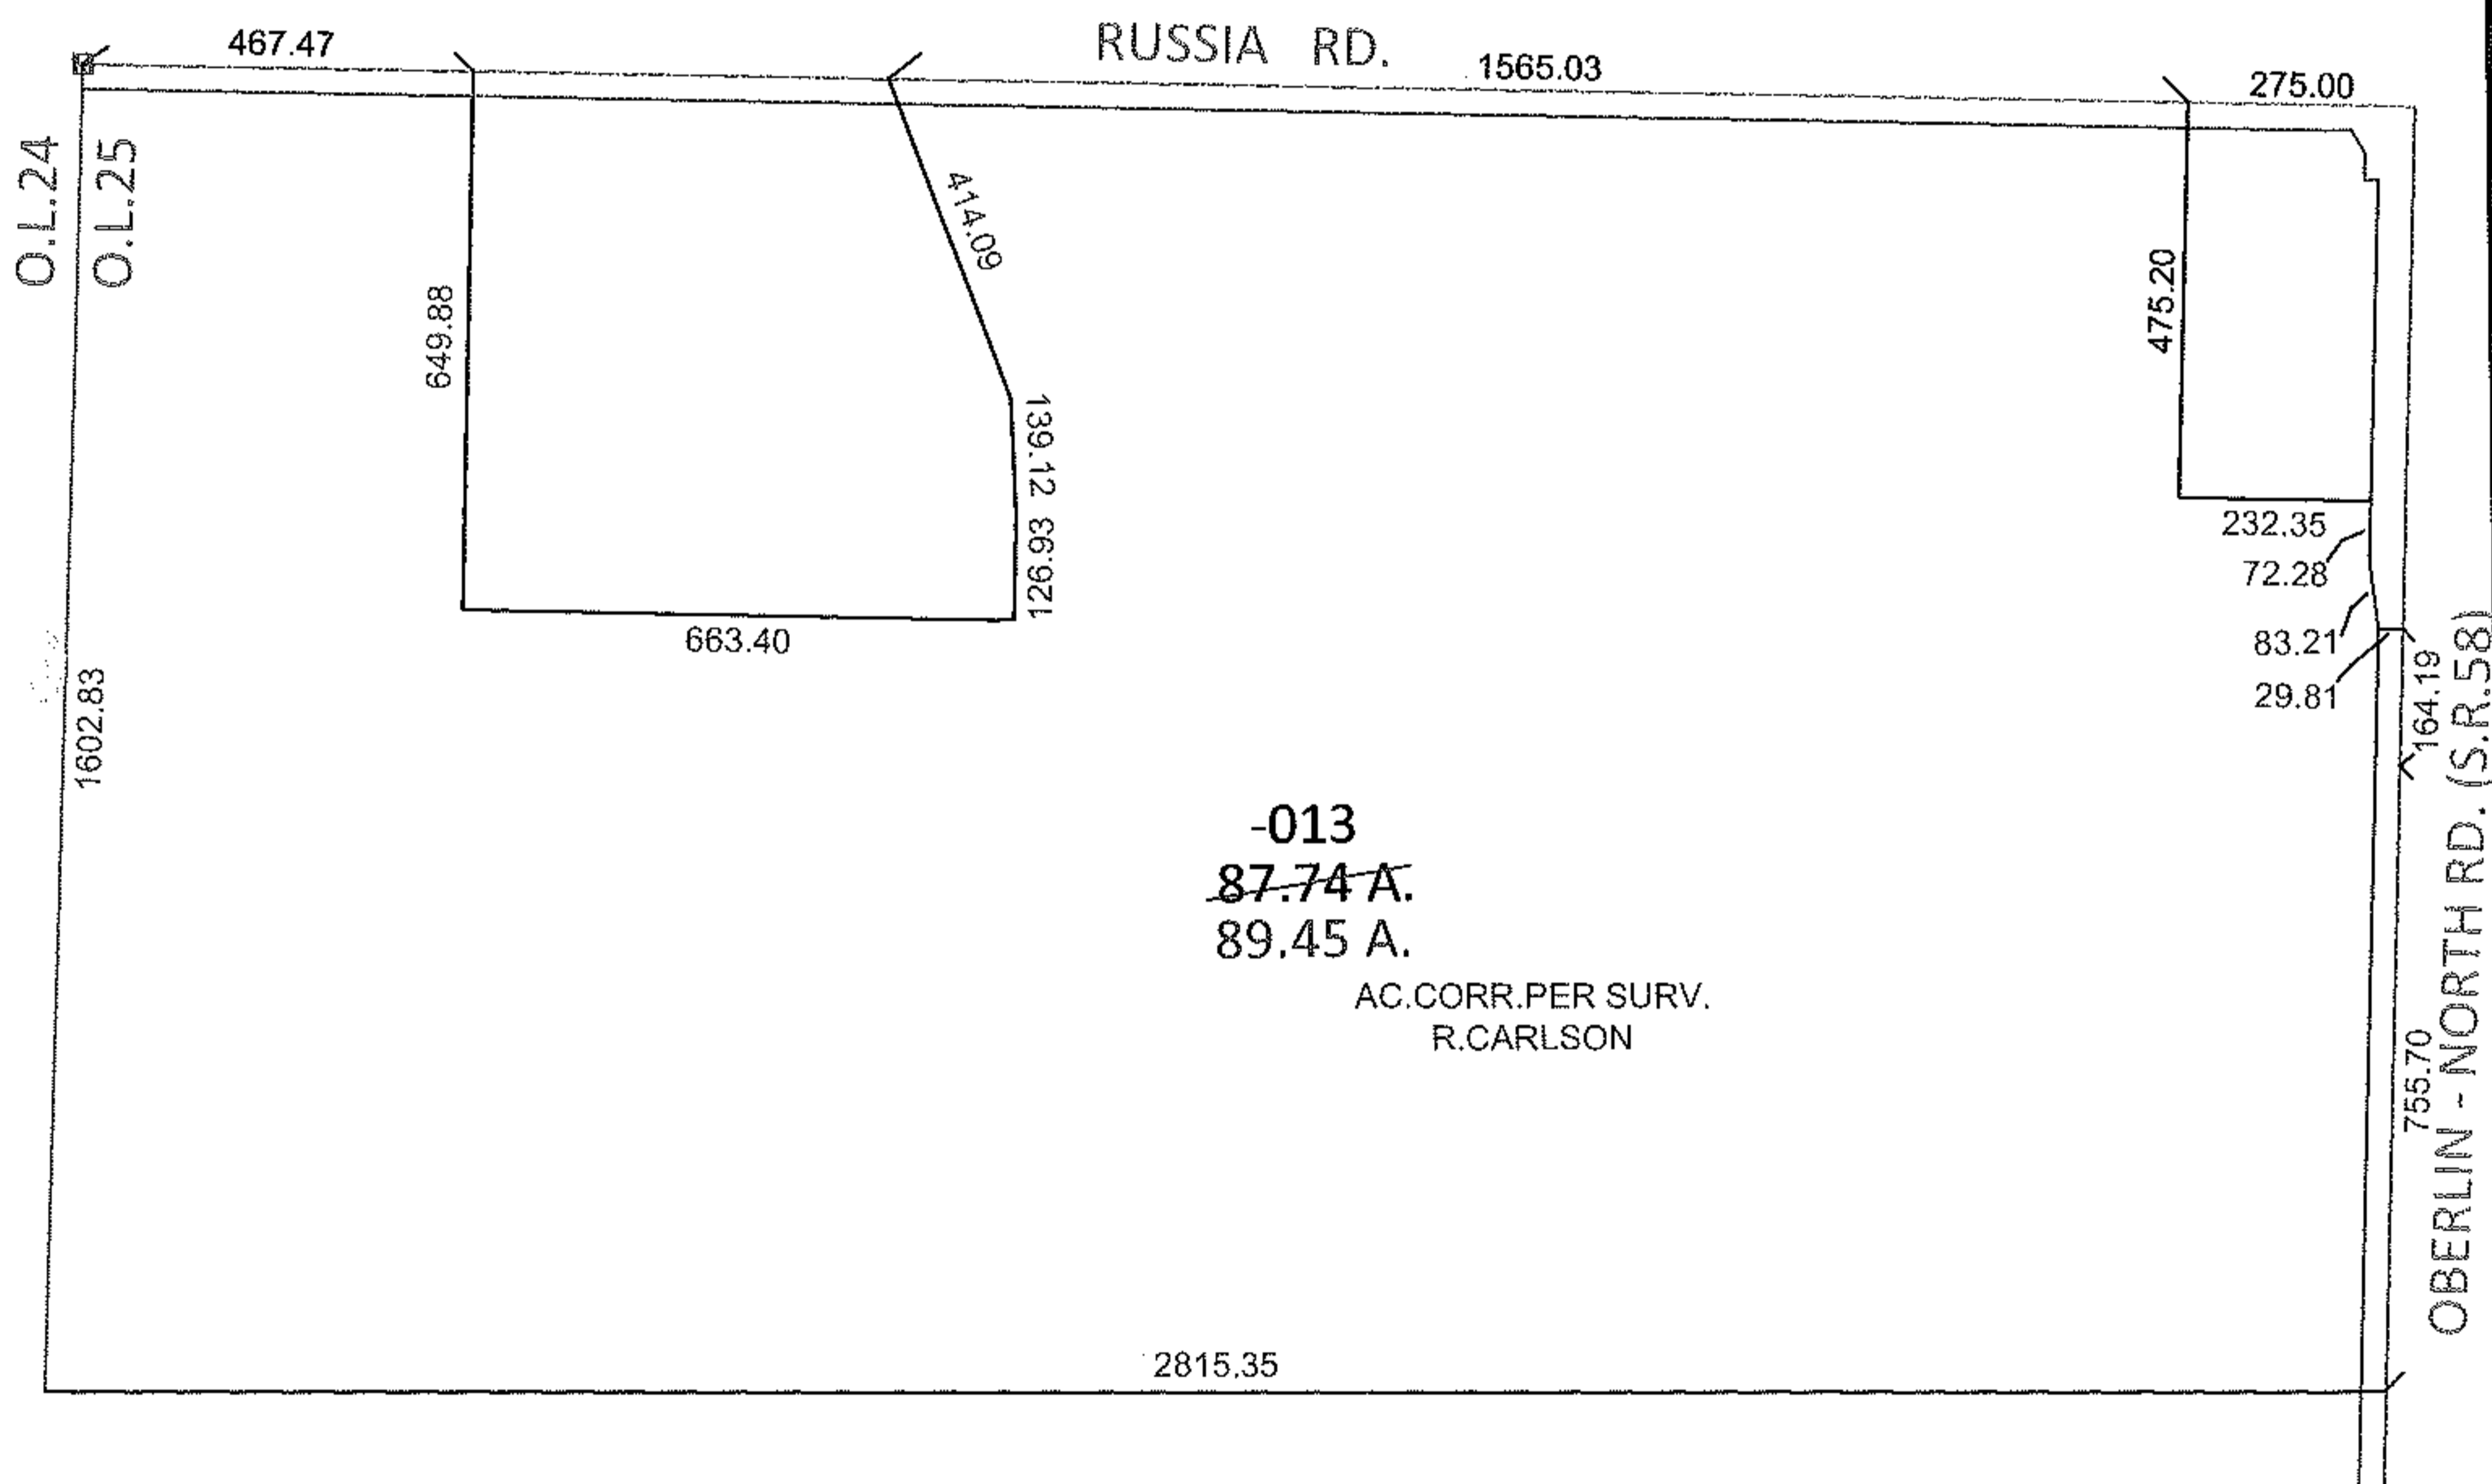 467.47
RUSSIA RD.
1565.03
275.00
O.L.24
O.L.25
414.09
649.88
475.20
139.12
126.93
232.35
72.28
663.40
83.21
29.81
164.19
1602.83
OBERLIN - NORTH RD. (S.R.58)
-013
87.74 A.
89.45 A.
AC.CORR.PER SURV.
R.CARLSON
755.70
2815.35